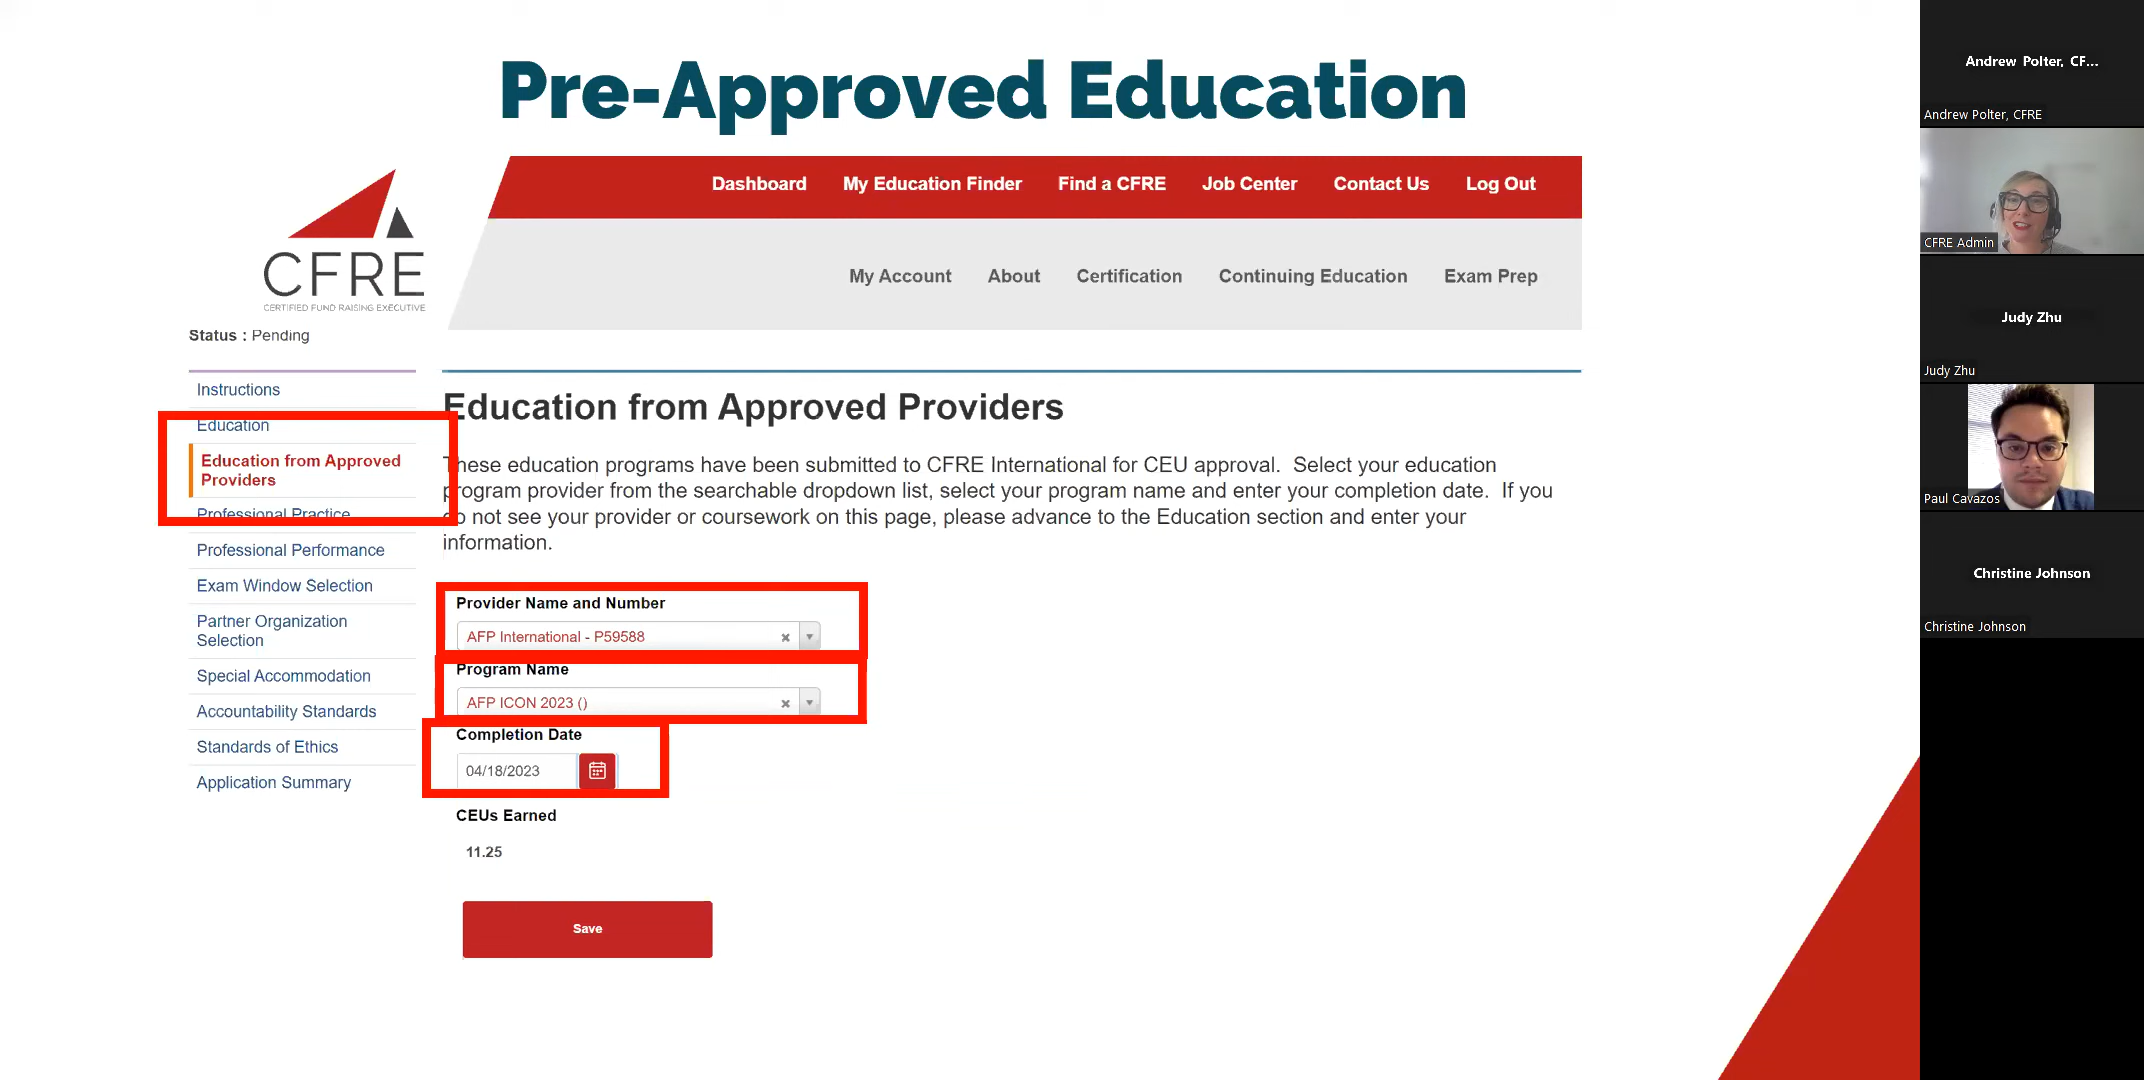 Pre-Approved Education
Dashboard My Education Finder Find a CFRE Job Center Contact Us Log Out
CFRE
CERTIFIED FUND RAISING EXECUTIVE
My Account About Certification Continuing Education Exam Prep
Status : Pending
Instructions
Education
Education from Approved
Providers
Professional Practice
Professional Performance
Exam Window Selection
Partner Organization
Selection
Special Accommodation
Accountability Standards
Standards of Ethics
Application Summary
Education from Approved Providers
These education programs have been submitted to CFRE International for CEU approval. Select your education
program provider from the searchable dropdown list, select your program name and enter your completion date. If you
do not see your provider or coursework on this page, please advance to the Education section and enter your
information.
Provider Name and Number
AFP International - P59588
Program Name
AFP ICON 2023 ()
Completion Date
04/18/2023
CEUs Earned
11.25
Save
Andrew Polter, CF...
Andrew Polter, CFRE
CFRE Admin
Judy Zhu
Judy Zhu
Paul Cavazos
Christine Johnson
Christine Johnson